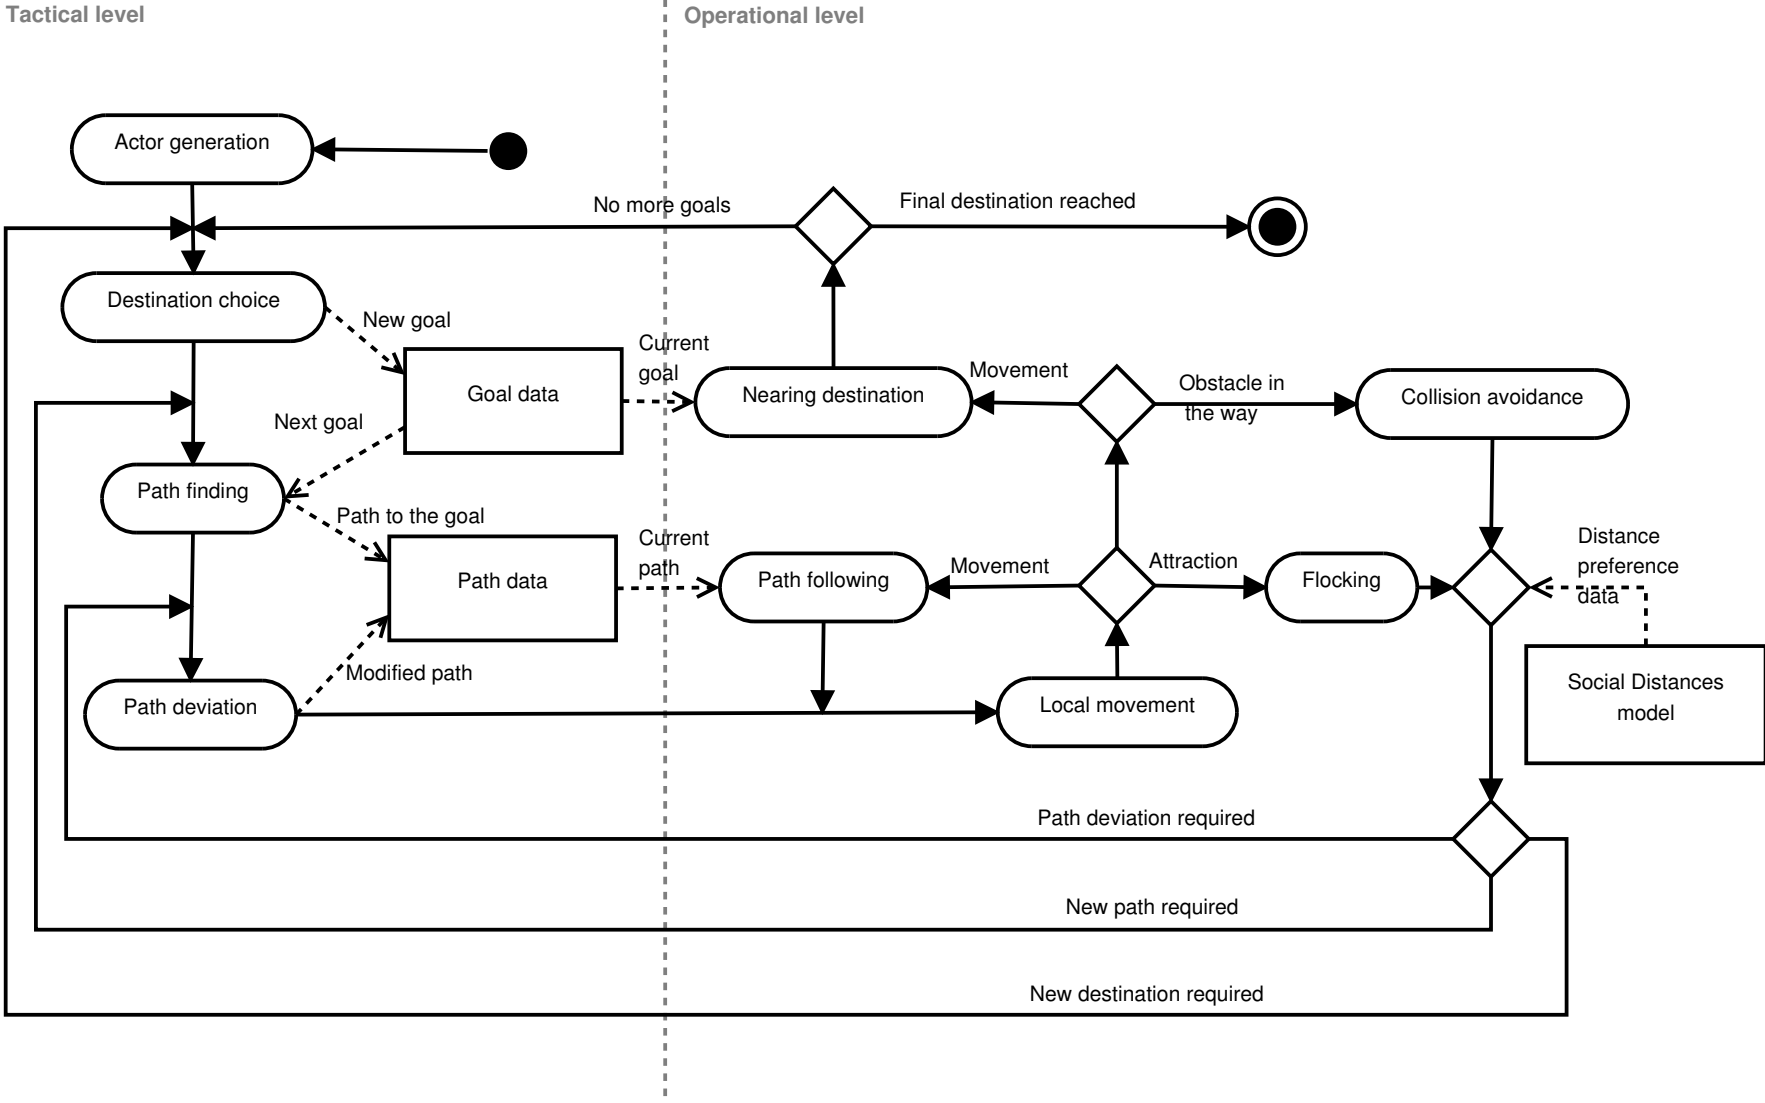 Tactical level
Operational level
Actor generation
No more goals
Final destination reached
Destination choice
New goal
Current
goal
Goal data
Next goal
Nearing destination
Movement
Obstacle in
the way
Collision avoidance
Path finding
Path to the goal
Path data
Current
path
Path following
Movement
Attraction
Flocking
Distance
preference
data
Modified path
Path deviation
Local movement
Social Distances
model
Path deviation required
New path required
New destination required